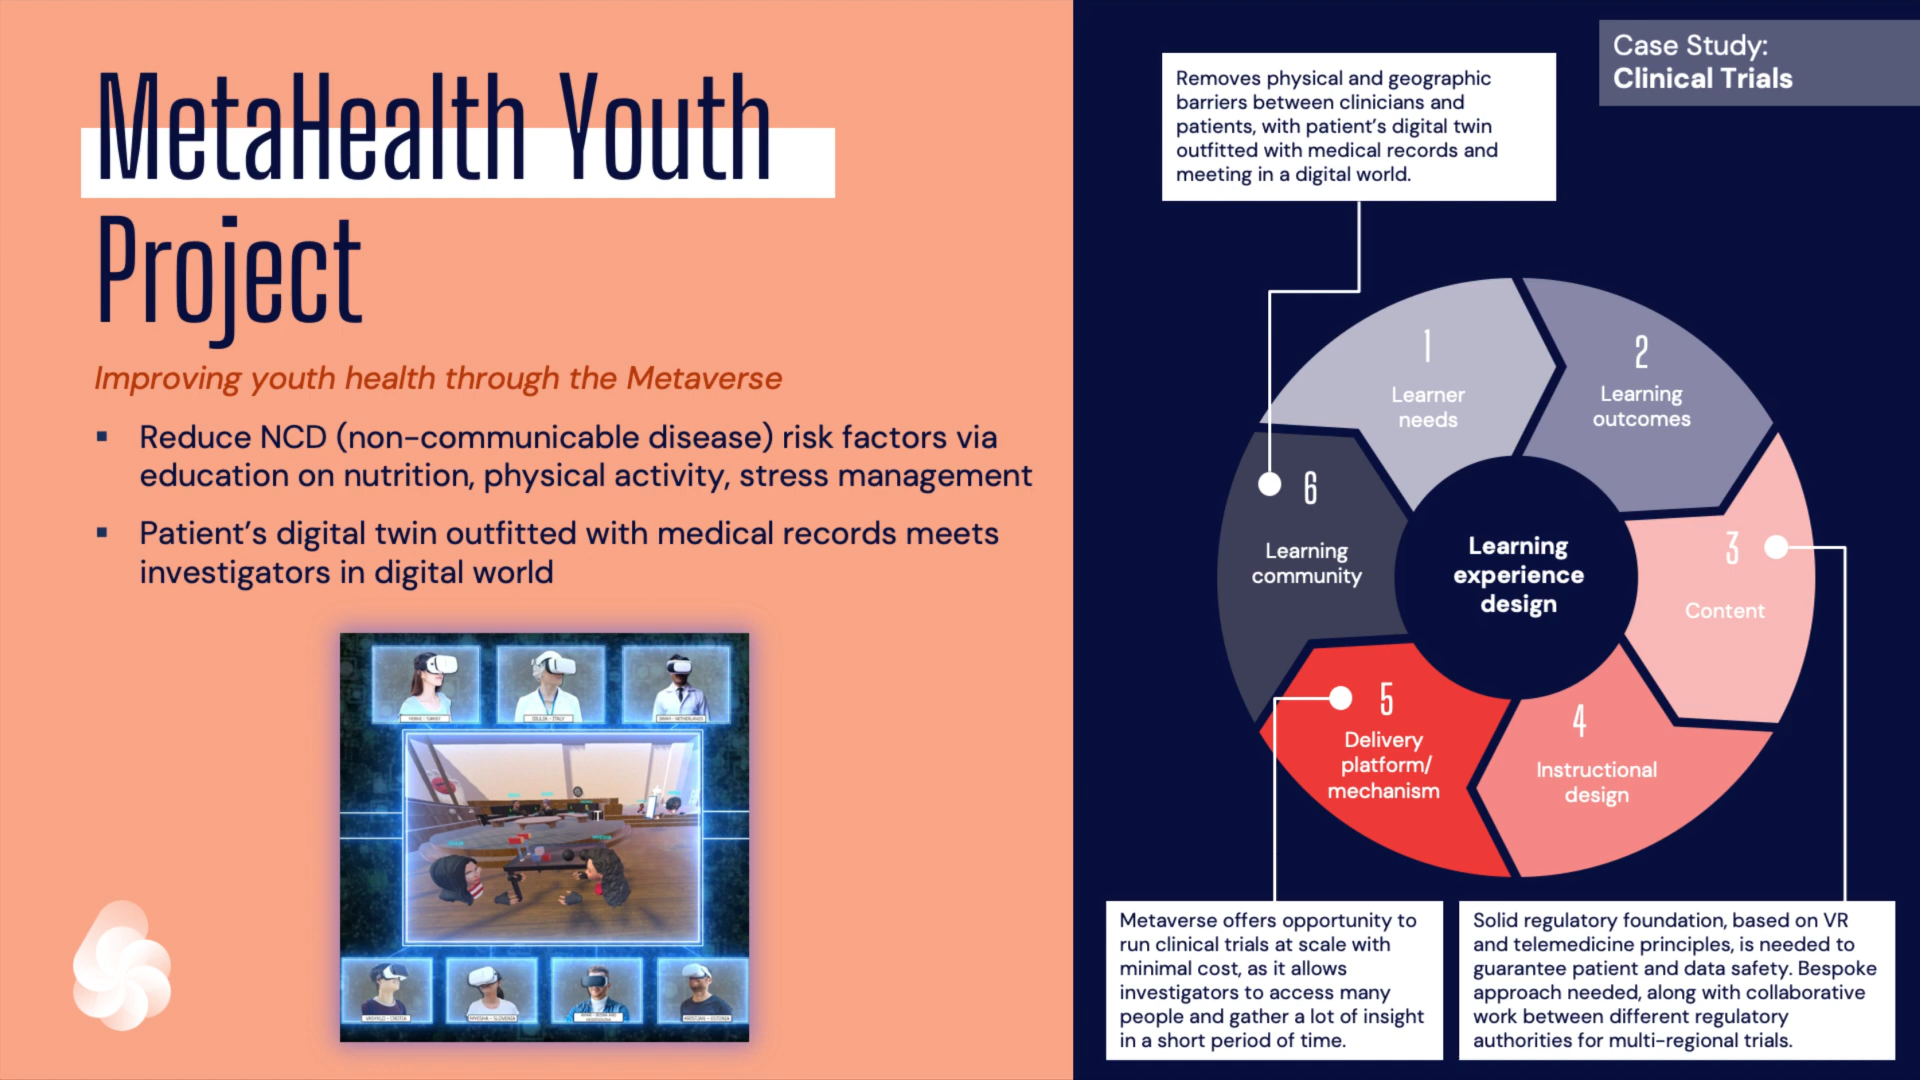 MetaHealth Youth
Project
Improving youth health through the Metaverse
▪ Reduce NCD (non-communicable disease) risk factors via
education on nutrition, physical activity, stress management
▪ Patient’s digital twin outfitted with medical records meets
investigators in digital world
Case Study:
Clinical Trials
Removes physical and geographic
barriers between clinicians and
patients, with patient’s digital twin
outfitted with medical records and
meeting in a digital world.
1
Learner
needs
2
Learning
outcomes
3
Content
4
Instructional
design
5
Delivery
platform/
mechanism
6
Learning
community
Learning
experience
design
Metaverse offers opportunity to
run clinical trials at scale with
minimal cost, as it allows
investigators to access many
people and gather a lot of insight
in a short period of time.
Solid regulatory foundation, based on VR
and telemedicine principles, is needed to
guarantee patient and data safety. Bespoke
approach needed, along with collaborative
work between different regulatory
authorities for multi-regional trials.